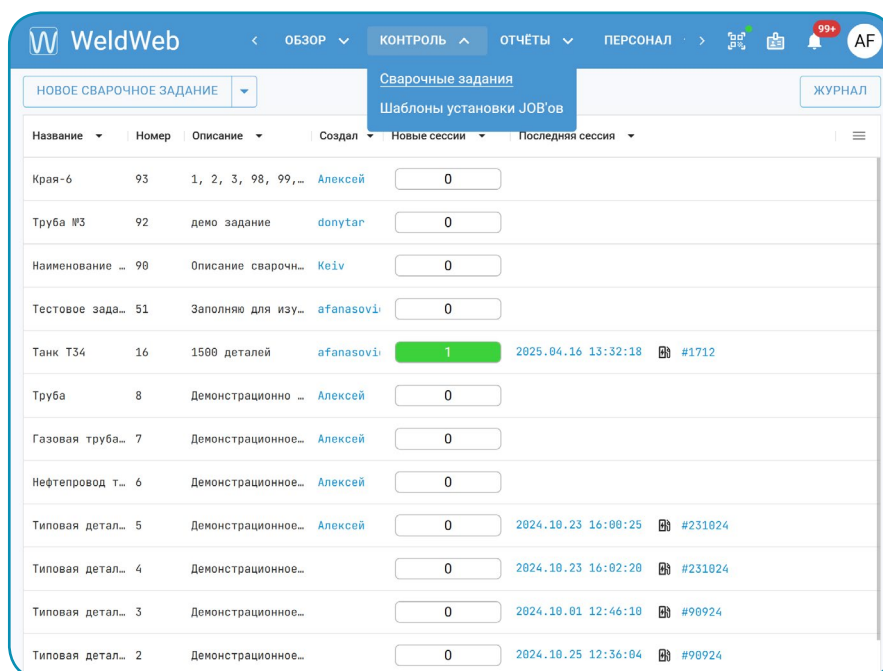 WeldWeb ОБЗОР КОНТРОЛЬ ОТЧЁТЫ ПЕРСОНАЛ 99+ AF
Сварочные задания
НОВОЕ СВАРОЧНОЕ ЗАДАНИЕ ЖУРНАЛ
Шаблоны установки JOB'ов
Название Номер Описание Создал Новые сессии Последняя сессия
Края-6 93 1, 2, 3, 98, 99,… Алексей 0
Труба №3 92 демо задание donytar 0
Наименование … 90 Описание сварочн… Keiv 0
Тестовое зада… 51 Заполняю для изу… afanasovi 0
Танк Т34 16 1500 деталей afanasovi 1 2025.04.16 13:32:18 #1712
Труба 8 Демонстрационно … Алексей 0
Газовая труба… 7 Демонстрационное… Алексей 0
Нефтепровод т… 6 Демонстрационное… Алексей 0
Типовая детал… 5 Демонстрационное… Алексей 0 2024.10.23 16:00:25 #231024
Типовая детал… 4 Демонстрационное… 0 2024.10.23 16:02:20 #231024
Типовая детал… 3 Демонстрационное… 0 2024.10.01 12:46:10 #90924
Типовая детал… 2 Демонстрационное… 0 2024.10.25 12:36:04 #90924